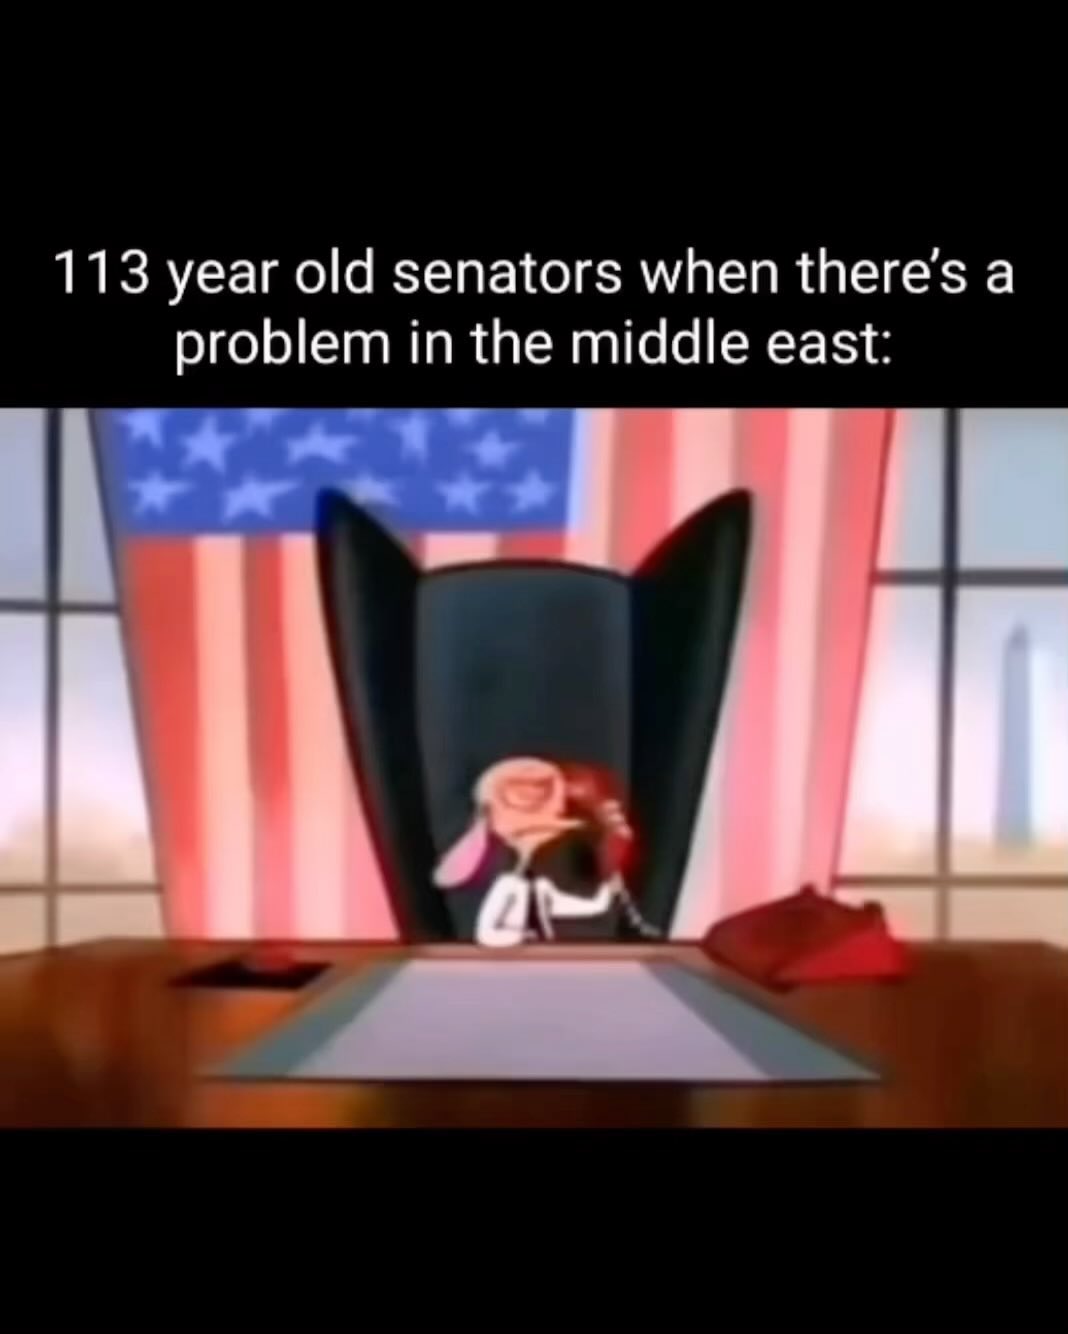 113 year old senators when there's a
problem in the middle east: